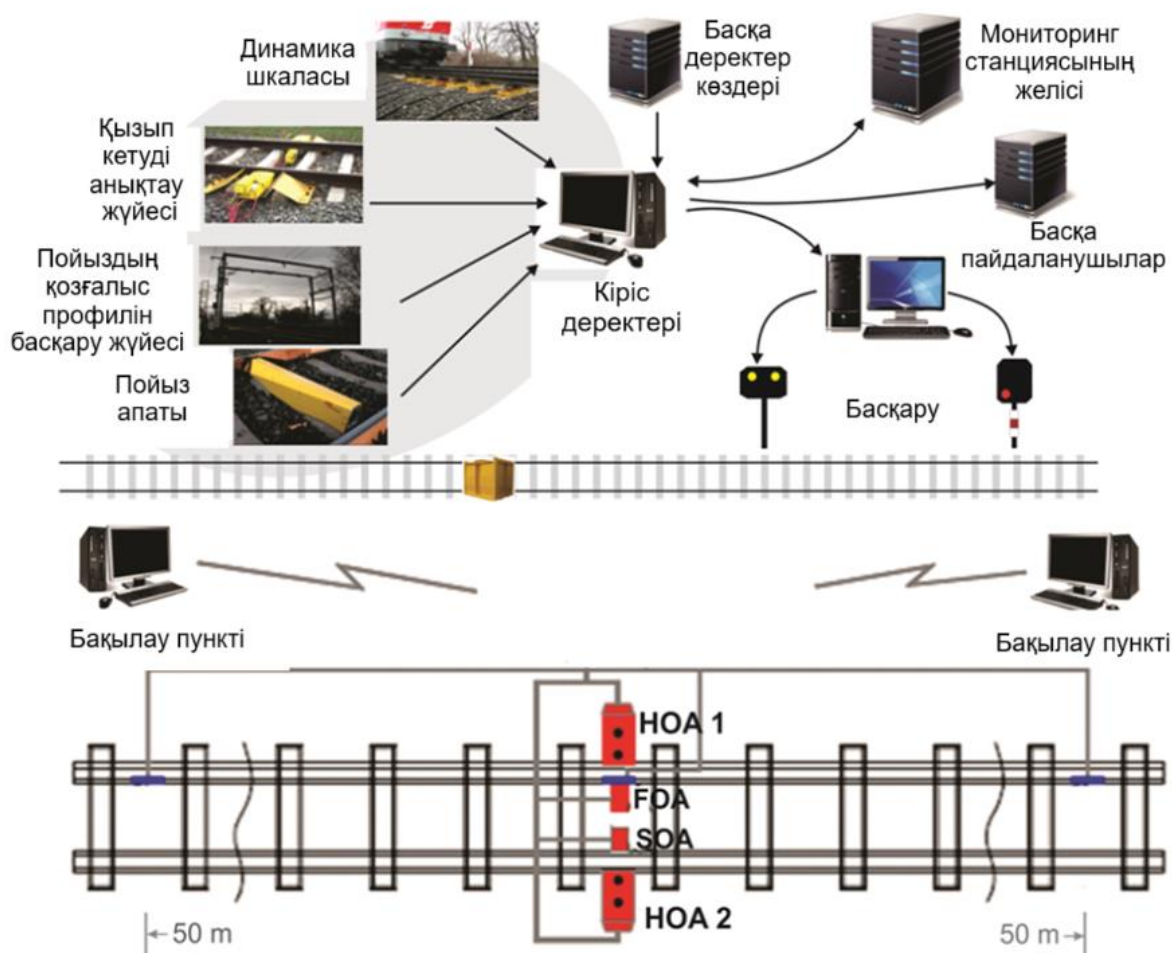 Динамика
шкаласы
Басқа
деректер
көздері
Мониторинг
станциясының
желісі
Қызып
кетуді
анықтау
жүйесі
Басқа
пайдаланушылар
Пойыздың
қозғалыс
профилін
басқару жүйесі
Кіріс
деректері
Пойыз
апаты
Басқару
Бақылау пункті
Бақылау пункті
HOA 1
FOA
SOA
HOA 2
50 m
50 m